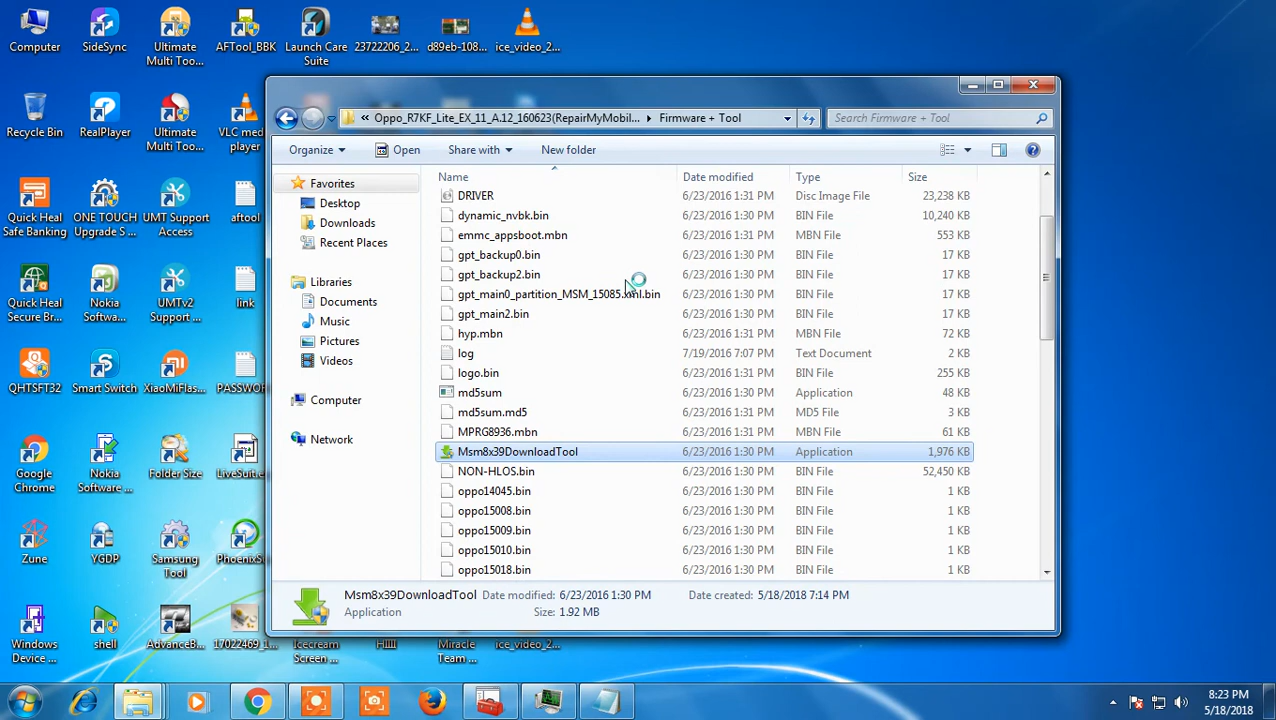 Computer
SideSync
Ultimate
Multi Too...
AFTool_BBK
Launch Care
Suite
23722206_2...
d89eb-108...
ice_video_2...
Recycle Bin
RealPlayer
Ultimate
Multi Too...
VLC med
player
Quick Heal
Safe Banking
ONE TOUCH
Upgrade S ...
UMT Support
Access
aftool
Quick Heal
Secure Br...
Nokia
Softwa...
UMTv2
Support ...
link
QHTSFT32
Smart Switch
XiaoMiFlas...
PASSWO
Google
Chrome
Nokia
Software ...
Folder Size
LiveSuit...
Zune
YGDP
Samsung
Tool
PhoenixS
Windows
Device ...
shell
AdvanceB...
17022469_1...
Icecream
Screen ...
Miracle
Team ...
ice_video_2...
« Oppo_R7KF_Lite_EX_11_A.12_160623(RepairMyMobil... ▸ Firmware + Tool
Search Firmware + Tool
Organize
Open
Share with
New folder
Favorites
Desktop
Downloads
Recent Places
Libraries
Documents
Music
Pictures
Videos
Computer
Network
Name Date modified Type Size
DRIVER 6/23/2016 1:31 PM Disc Image File 23,238 KB
dynamic_nvbk.bin 6/23/2016 1:30 PM BIN File 10,240 KB
emmc_appsboot.mbn 6/23/2016 1:31 PM MBN File 553 KB
gpt_backup0.bin 6/23/2016 1:31 PM BIN File 17 KB
gpt_backup2.bin 6/23/2016 1:30 PM BIN File 17 KB
gpt_main0_partition_MSM_15085.xml.bin 6/23/2016 1:30 PM BIN File 17 KB
gpt_main2.bin 6/23/2016 1:30 PM BIN File 17 KB
hyp.mbn 6/23/2016 1:31 PM MBN File 72 KB
log 7/19/2016 7:07 PM Text Document 2 KB
logo.bin 6/23/2016 1:31 PM BIN File 255 KB
md5sum 6/23/2016 1:31 PM Application 48 KB
md5sum.md5 6/23/2016 1:31 PM MD5 File 3 KB
MPRG8936.mbn 6/23/2016 1:31 PM MBN File 61 KB
Msm8x39DownloadTool 6/23/2016 1:30 PM Application 1,976 KB
NON-HLOS.bin 6/23/2016 1:30 PM BIN File 52,450 KB
oppo14045.bin 6/23/2016 1:30 PM BIN File 1 KB
oppo15008.bin 6/23/2016 1:30 PM BIN File 1 KB
oppo15009.bin 6/23/2016 1:30 PM BIN File 1 KB
oppo15010.bin 6/23/2016 1:30 PM BIN File 1 KB
oppo15018.bin 6/23/2016 1:30 PM BIN File 1 KB
Msm8x39DownloadTool Date modified: 6/23/2016 1:30 PM Date created: 5/18/2018 7:14 PM
Application Size: 1.92 MB
8:23 PM
5/18/2018